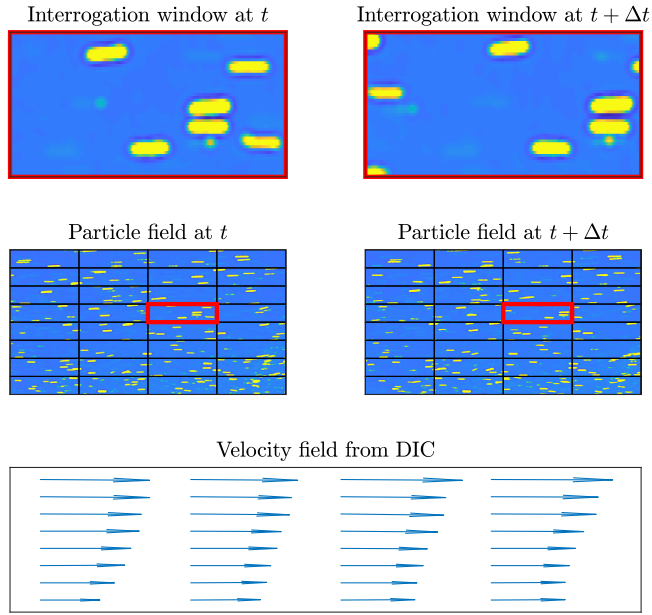 Interrogation window at t
Interrogation window at t + Δt
Particle field at t
Particle field at t + Δt
Velocity field from DIC